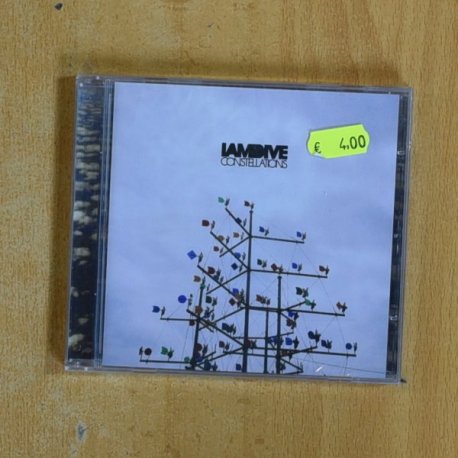 IAMDIVE
CONSTELLATIONS
€ 4,00